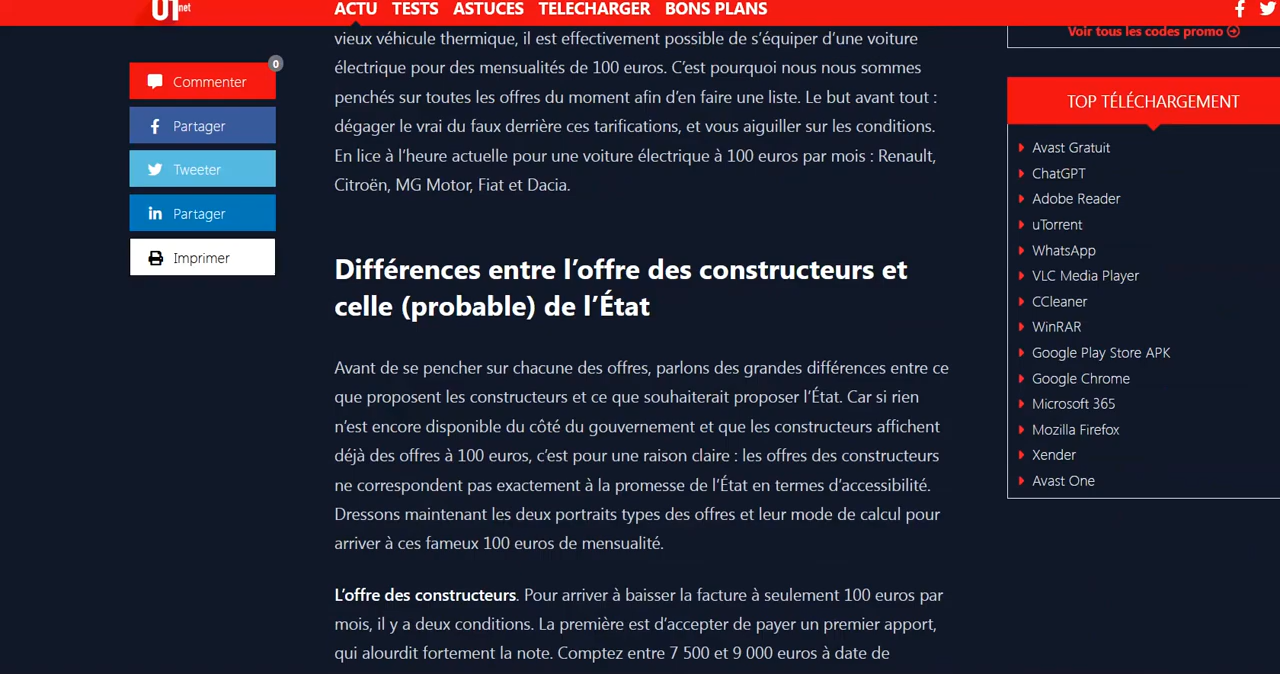 01net
ACTU TESTS ASTUCES TELECHARGER BONS PLANS
Voir tous les codes promo
0
Commenter
Partager
Tweeter
Partager
Imprimer
vieux véhicule thermique, il est effectivement possible de s’équiper d’une voiture
électrique pour des mensualités de 100 euros. C’est pourquoi nous nous sommes
penchés sur toutes les offres du moment afin d’en faire une liste. Le but avant tout :
dégager le vrai du faux derrière ces tarifications, et vous aiguiller sur les conditions.
En lice à l’heure actuelle pour une voiture électrique à 100 euros par mois : Renault,
Citroën, MG Motor, Fiat et Dacia.
Différences entre l’offre des constructeurs et
celle (probable) de l’État
Avant de se pencher sur chacune des offres, parlons des grandes différences entre ce
que proposent les constructeurs et ce que souhaiterait proposer l’État. Car si rien
n’est encore disponible du côté du gouvernement et que les constructeurs affichent
déjà des offres à 100 euros, c’est pour une raison claire : les offres des constructeurs
ne correspondent pas exactement à la promesse de l’État en termes d’accessibilité.
Dressons maintenant les deux portraits types des offres et leur mode de calcul pour
arriver à ces fameux 100 euros de mensualité.
L’offre des constructeurs. Pour arriver à baisser la facture à seulement 100 euros par
mois, il y a deux conditions. La première est d’accepter de payer un premier apport,
qui alourdit fortement la note. Comptez entre 7 500 et 9 000 euros à date de
TOP TÉLÉCHARGEMENT
Avast Gratuit
ChatGPT
Adobe Reader
uTorrent
WhatsApp
VLC Media Player
CCleaner
WinRAR
Google Play Store APK
Google Chrome
Microsoft 365
Mozilla Firefox
Xender
Avast One